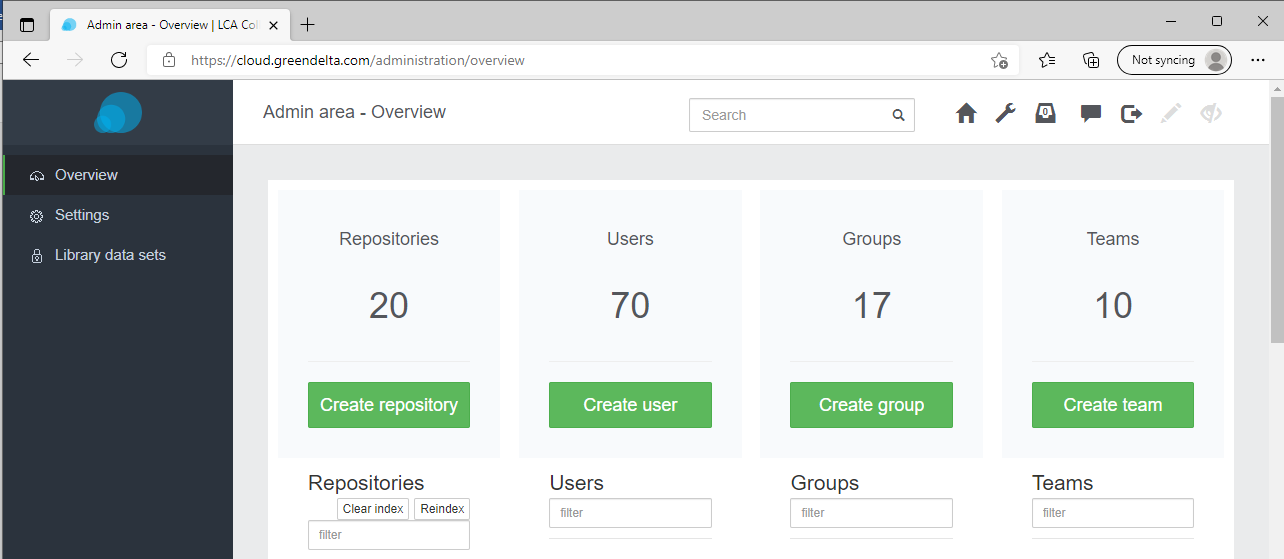 Admin area - Overview | LCA Col
https://cloud.greendelta.com/administration/overview
Not syncing
Admin area - Overview
Search
0
Overview
Settings
Library data sets
Repositories
Users
Groups
Teams
20
70
17
10
Create repository
Create user
Create group
Create team
Repositories
Users
Groups
Teams
Clear index
Reindex
filter
filter
filter
filter